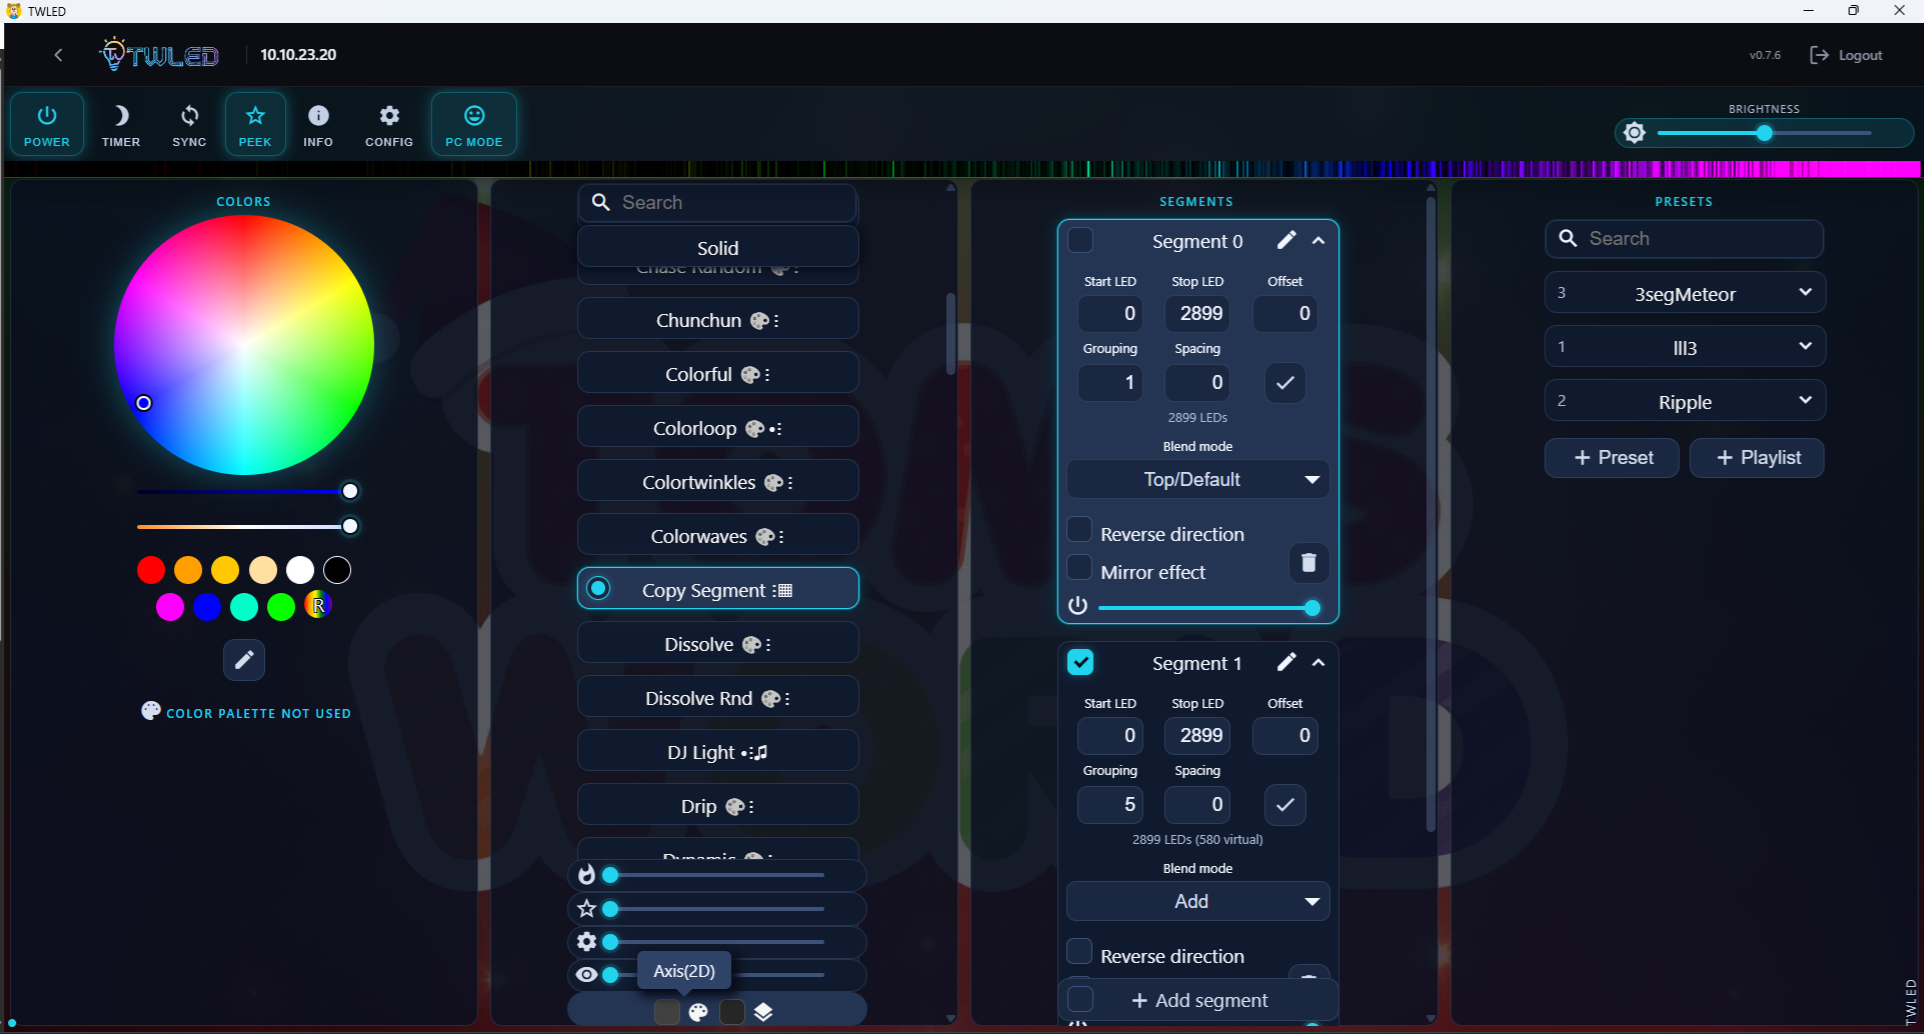 TWLED
TWLED
10.10.23.20
v0.7.6
Logout
POWER
TIMER
SYNC
PEEK
INFO
CONFIG
PC MODE
BRIGHTNESS
COLORS
R
COLOR PALETTE NOT USED
Search
Solid
Chase Random
Chunchun
Colorful
Colorloop
Colortwinkles
Colorwaves
Copy Segment
Dissolve
Dissolve Rnd
DJ Light
Drip
Dynamic
Axis(2D)
SEGMENTS
Segment 0
Start LED Stop LED Offset
0 2899 0
Grouping Spacing
1 0
2899 LEDs
Blend mode
Top/Default
Reverse direction
Mirror effect
Segment 1
Start LED Stop LED Offset
0 2899 0
Grouping Spacing
5 0
2899 LEDs (580 virtual)
Blend mode
Add
Reverse direction
+ Add segment
PRESETS
Search
3 3segMeteor
1 lll3
2 Ripple
+ Preset
+ Playlist
TWLED
TOM'S
WORLD